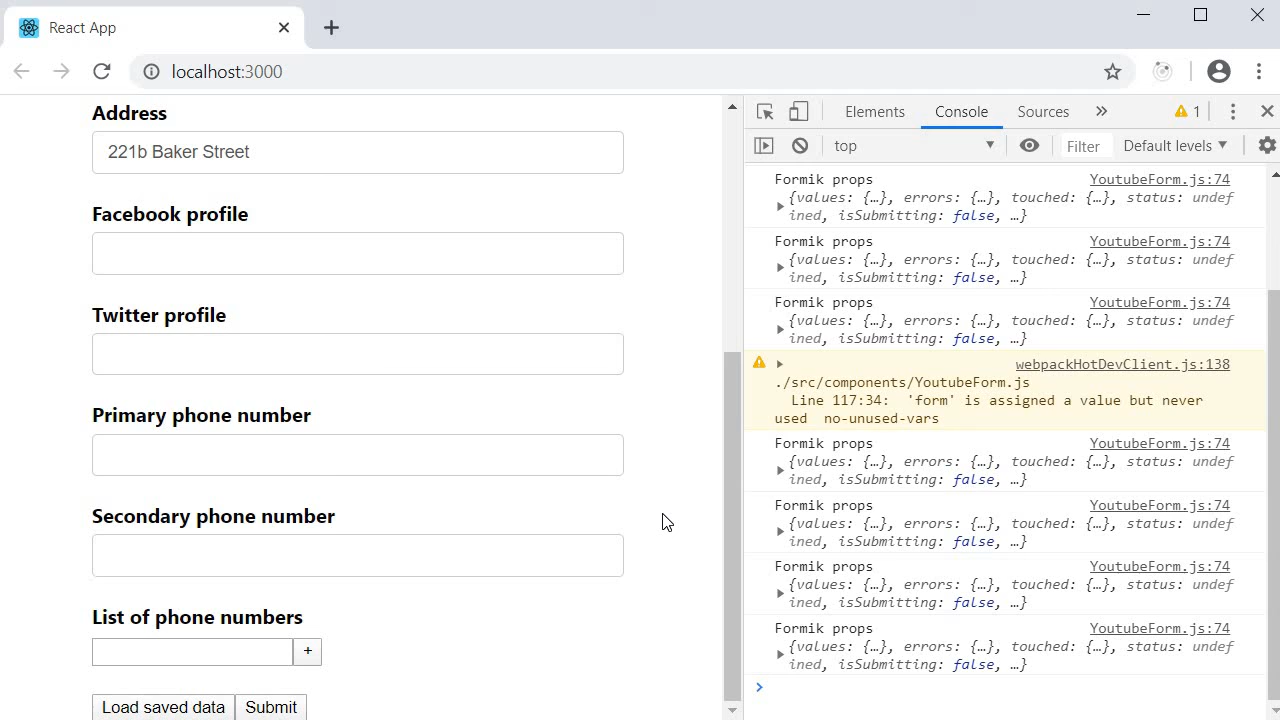 React App
localhost:3000
Address
221b Baker Street
Facebook profile
Twitter profile
Primary phone number
Secondary phone number
List of phone numbers
+
Load saved data Submit
Elements Console Sources » 1
top Filter Default levels
Formik props YoutubeForm.js:74
{values: {…}, errors: {…}, touched: {…}, status: undef
ined, isSubmitting: false, …}
Formik props YoutubeForm.js:74
{values: {…}, errors: {…}, touched: {…}, status: undef
ined, isSubmitting: false, …}
Formik props YoutubeForm.js:74
{values: {…}, errors: {…}, touched: {…}, status: undef
ined, isSubmitting: false, …}
webpackHotDevClient.js:138
./src/components/YoutubeForm.js
Line 117:34: 'form' is assigned a value but never
used no-unused-vars
Formik props YoutubeForm.js:74
{values: {…}, errors: {…}, touched: {…}, status: undef
ined, isSubmitting: false, …}
Formik props YoutubeForm.js:74
{values: {…}, errors: {…}, touched: {…}, status: undef
ined, isSubmitting: false, …}
Formik props YoutubeForm.js:74
{values: {…}, errors: {…}, touched: {…}, status: undef
ined, isSubmitting: false, …}
Formik props YoutubeForm.js:74
{values: {…}, errors: {…}, touched: {…}, status: undef
ined, isSubmitting: false, …}